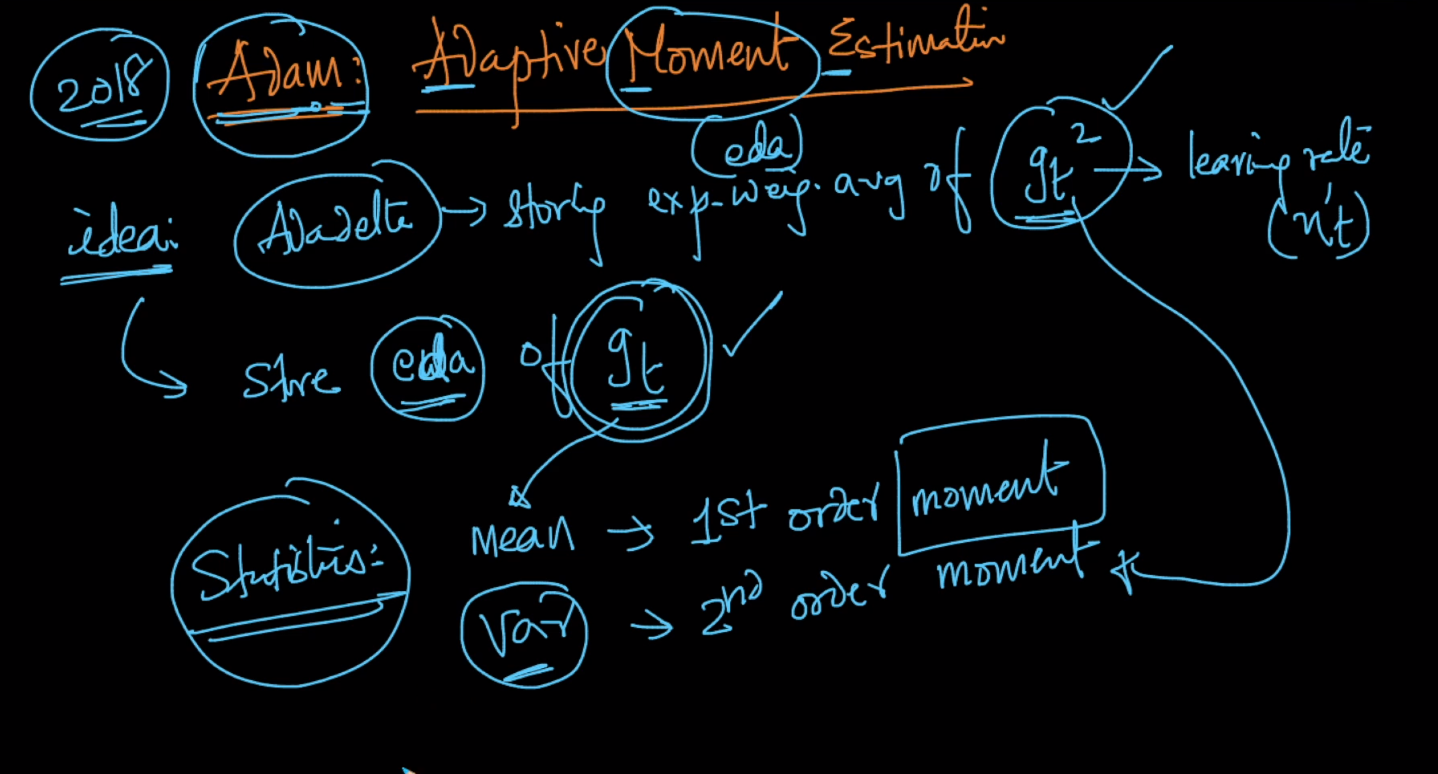 2018 Adam: Adaptive Moment Estimation
(eda)
idea: Adadelta → storing exp-weig. avg of gt² → learning rate
(η't)
Store eda of gt
Statistics: Mean → 1st order moment
Var → 2nd order moment